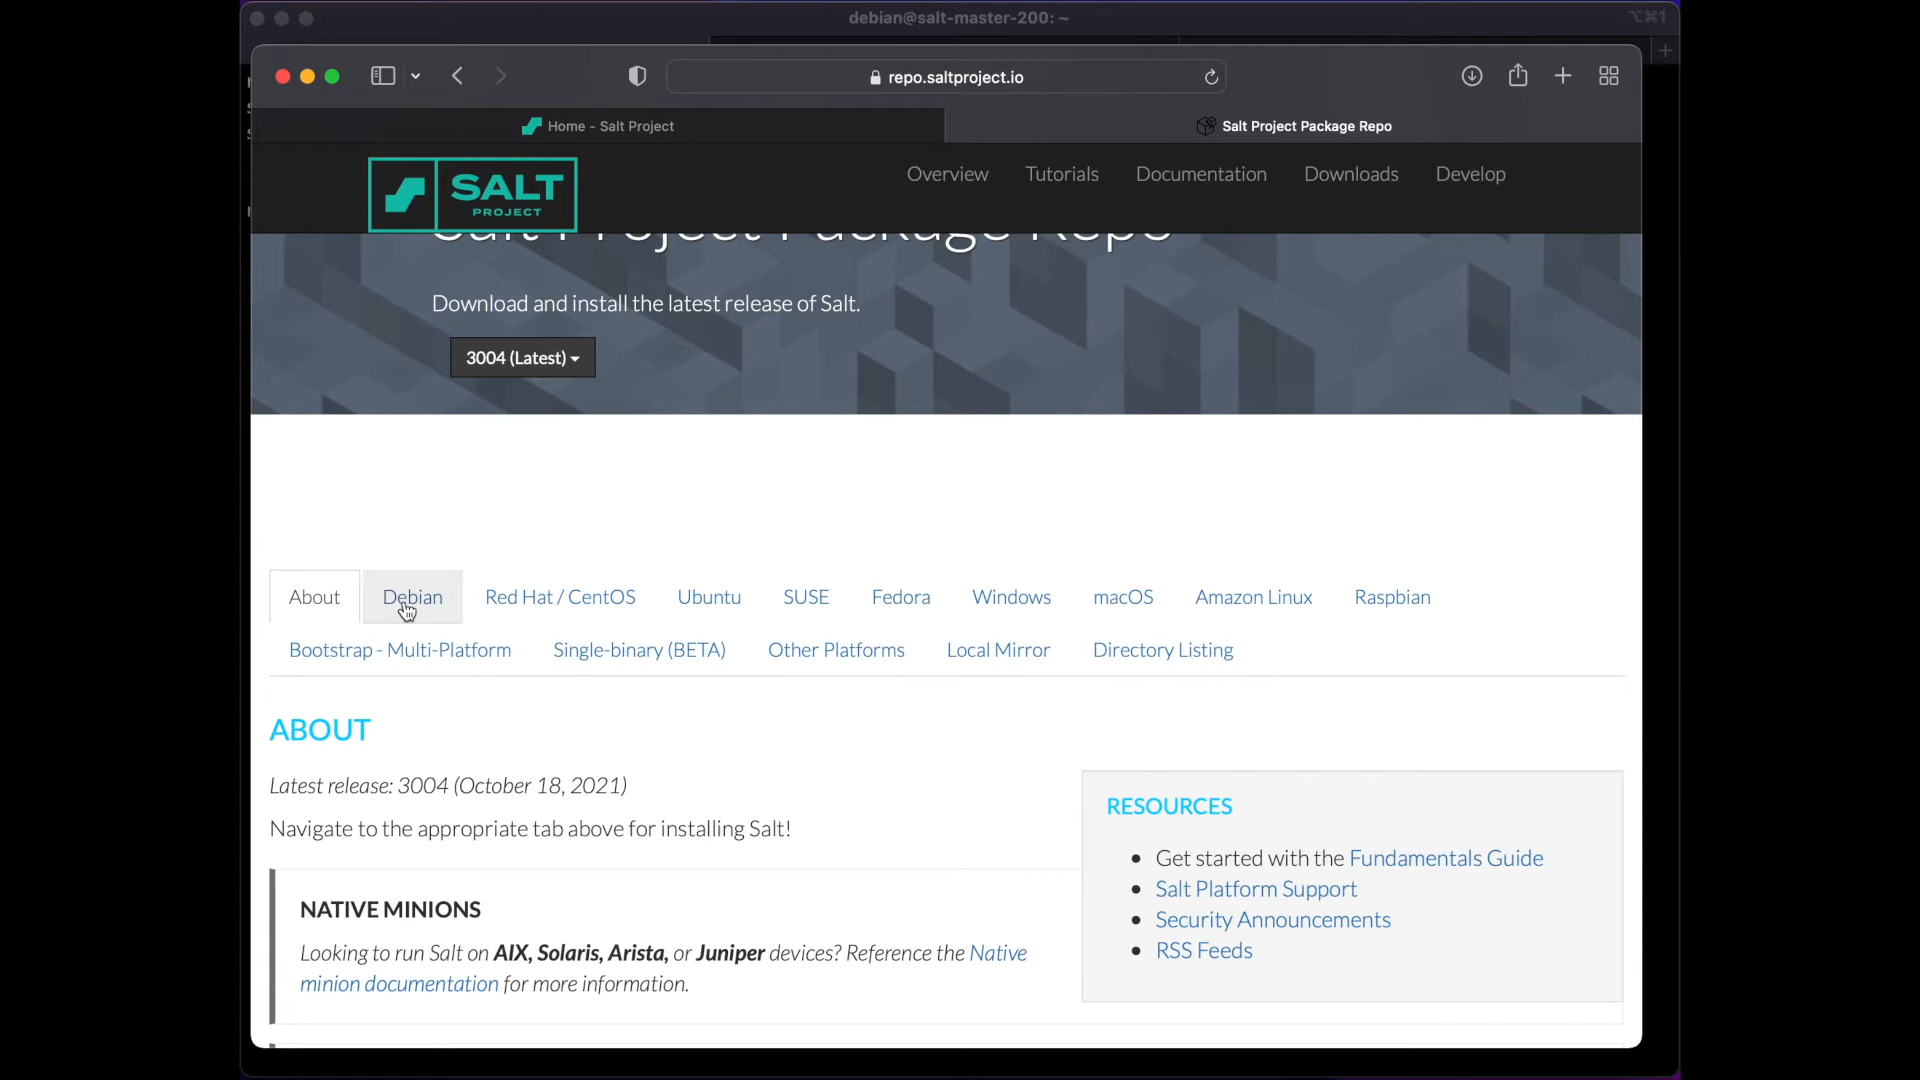 debian@salt-master-200: ~
⌥⌘1
repo.saltproject.io
Home - Salt Project
Salt Project Package Repo
SALT
PROJECT
Overview
Tutorials
Documentation
Downloads
Develop
Salt Project Package Repo
Download and install the latest release of Salt.
3004 (Latest)
About
Debian
Red Hat / CentOS
Ubuntu
SUSE
Fedora
Windows
macOS
Amazon Linux
Raspbian
Bootstrap - Multi-Platform
Single-binary (BETA)
Other Platforms
Local Mirror
Directory Listing
ABOUT
Latest release: 3004 (October 18, 2021)
Navigate to the appropriate tab above for installing Salt!
NATIVE MINIONS
Looking to run Salt on AIX, Solaris, Arista, or Juniper devices? Reference the Native
minion documentation for more information.
RESOURCES
Get started with the Fundamentals Guide
Salt Platform Support
Security Announcements
RSS Feeds